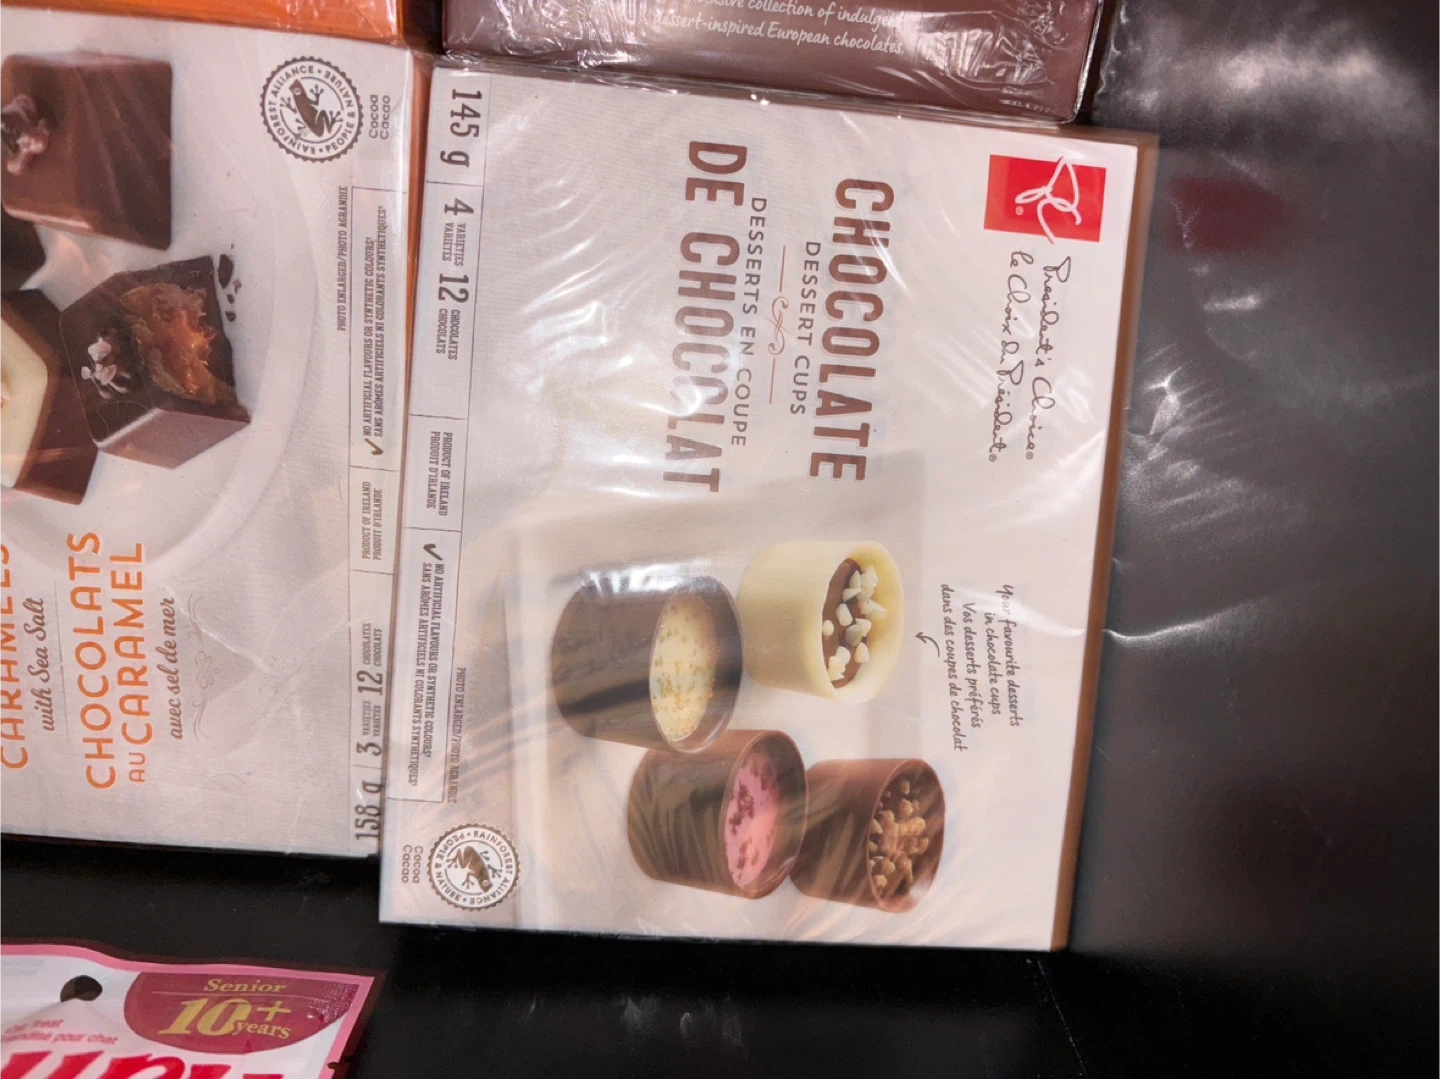 sive collection of indulgen
dessert-inspired European chocolates.
PC
President's Choice®
le Choix du Président®
CHOCOLATE
DESSERT CUPS
DESSERTS EN COUPE
DE CHOCOLAT
Your favourite desserts
in chocolate cups
Vos desserts préférés
dans des coupes de chocolat
145 g
4 VARIETIES
VARIÉTÉS
12 CHOCOLATES
CHOCOLATS
PRODUCT OF IRELAND
PRODUIT D'IRLANDE
✓ NO ARTIFICIAL FLAVOURS OR SYNTHETIC COLOURS
SANS ARÔMES ARTIFICIELS NI COLORANTS SYNTHÉTIQUES
PHOTO ENLARGED/PHOTO AGRANDIE
RAINFOREST ALLIANCE
PEOPLE & NATURE
Cocoa
Cacao
RAINFOREST ALLIANCE
PEOPLE & NATURE
Cocoa
Cacao
PHOTO ENLARGED/PHOTO AGRANDIE
✓ NO ARTIFICIAL FLAVOURS OR SYNTHETIC COLOURS
SANS ARÔMES ARTIFICIELS NI COLORANTS SYNTHÉTIQUES
PRODUCT OF IRELAND
PRODUIT D'IRLANDE
12 CHOCOLATES
CHOCOLATS
3 VARIETIES
VARIÉTÉS
158 g
CARAMELS
with Sea Salt
CHOCOLATS
AU CARAMEL
avec sel de mer
Senior
10+
years
pour chat